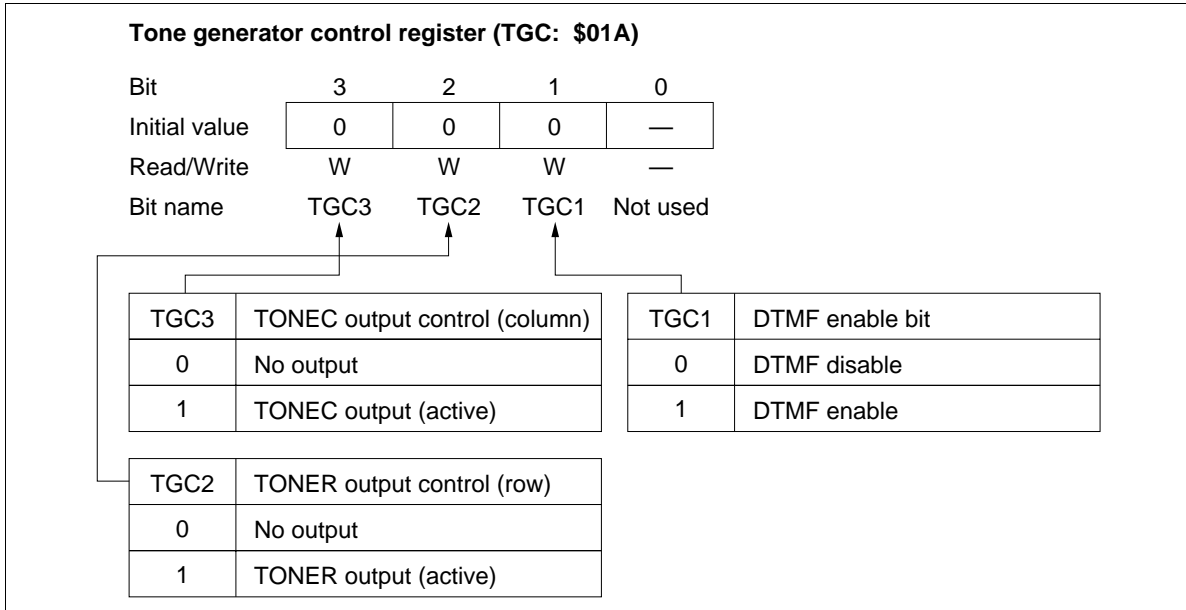 Tone generator control register (TGC: $01A)
Bit 3 2 1 0
Initial value 0 0 0 —
Read/Write W W W —
Bit name TGC3 TGC2 TGC1 Not used
TGC3 TONEC output control (column)
0 No output
1 TONEC output (active)
TGC1 DTMF enable bit
0 DTMF disable
1 DTMF enable
TGC2 TONER output control (row)
0 No output
1 TONER output (active)